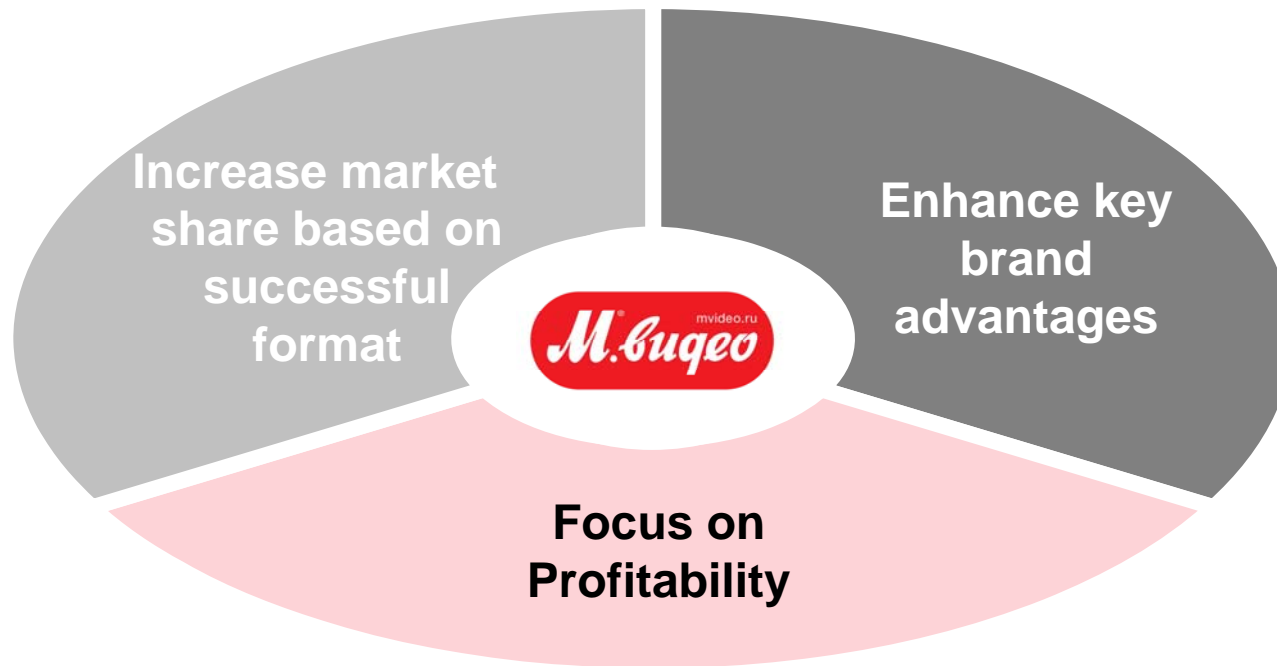 Increase market
share based on
successful
format
Enhance key
brand
advantages
mvideo.ru
М.видео
Focus on
Profitability